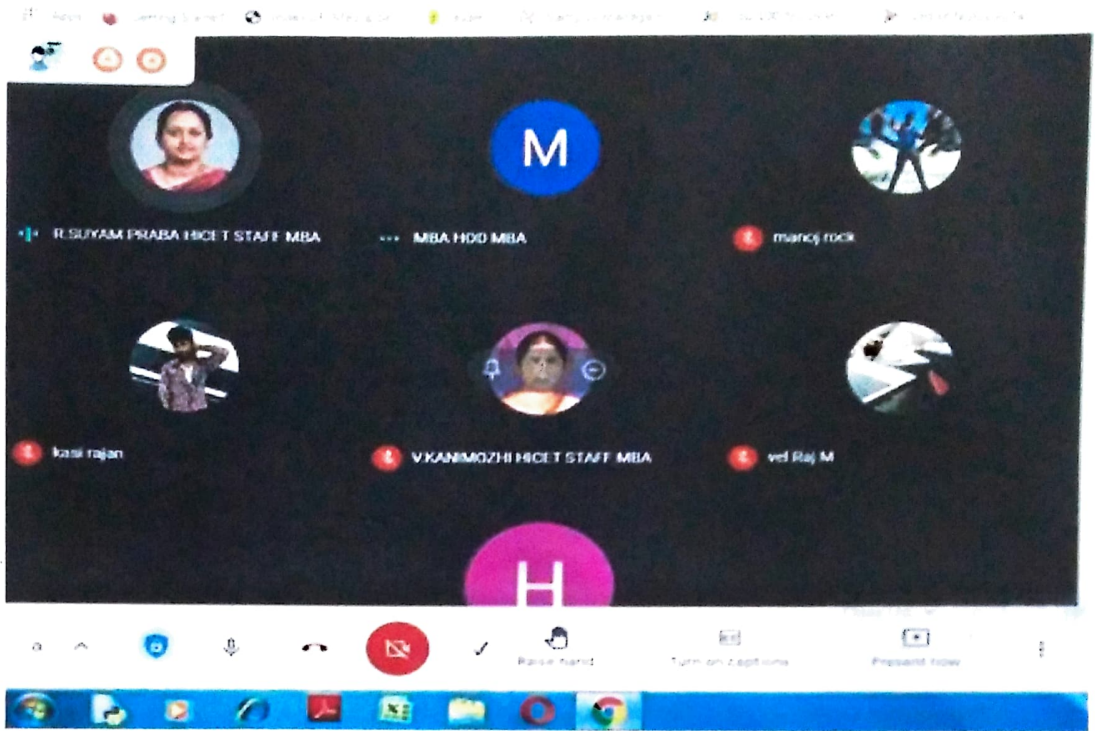 Apps
R.SUYAM PRABA HICET STAFF MBA
M
MBA HOD MBA
manoj rock
kasi rajan
V.KANIMOZHI HICET STAFF MBA
vel Raj M
H
Raise hand
Turn on captions
Present now